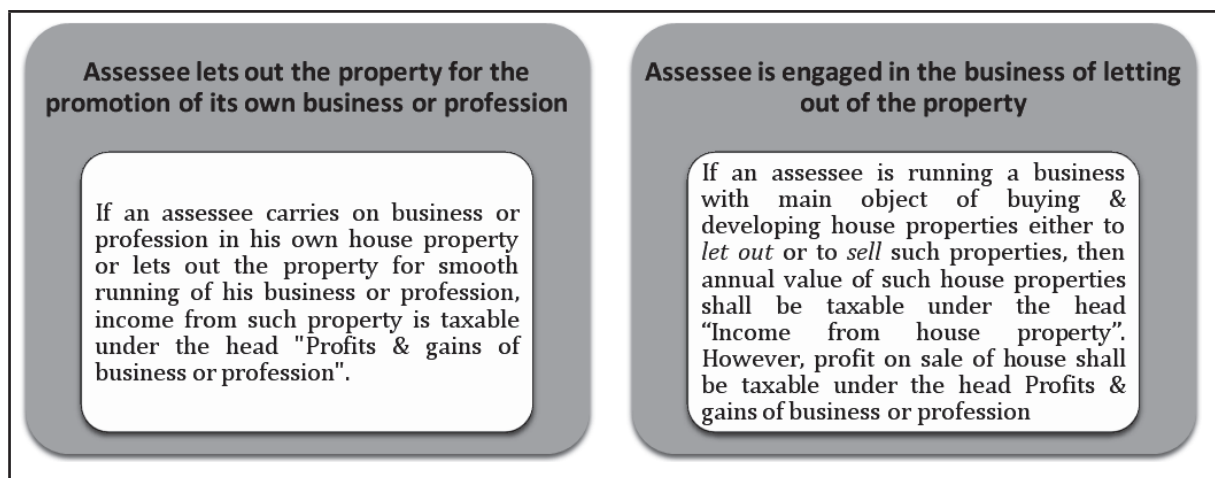 Assessee lets out the property for the
promotion of its own business or profession
If an assessee carries on business or
profession in his own house property
or lets out the property for smooth
running of his business or profession,
income from such property is taxable
under the head "Profits & gains of
business or profession".
Assessee is engaged in the business of letting
out of the property
If an assessee is running a business
with main object of buying &
developing house properties either to
let out or to sell such properties, then
annual value of such house properties
shall be taxable under the head
“Income from house property”.
However, profit on sale of house shall
be taxable under the head Profits &
gains of business or profession